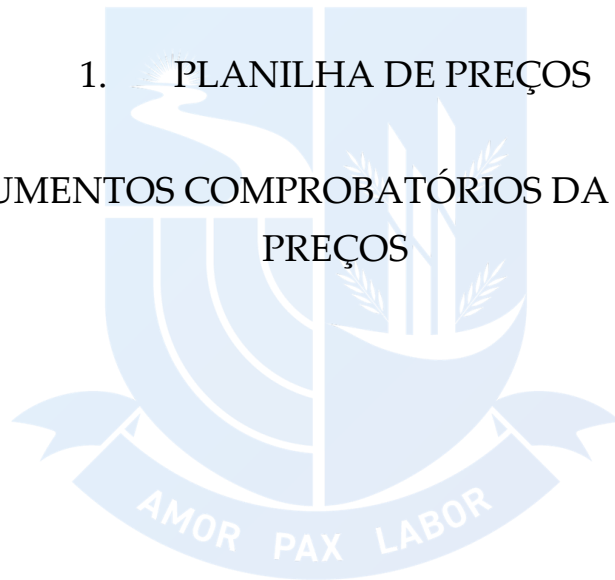 1. PLANILHA DE PREÇOS
UMENTOS COMPROBATÓRIOS DA
PREÇOS
AMOR PAX LABOR